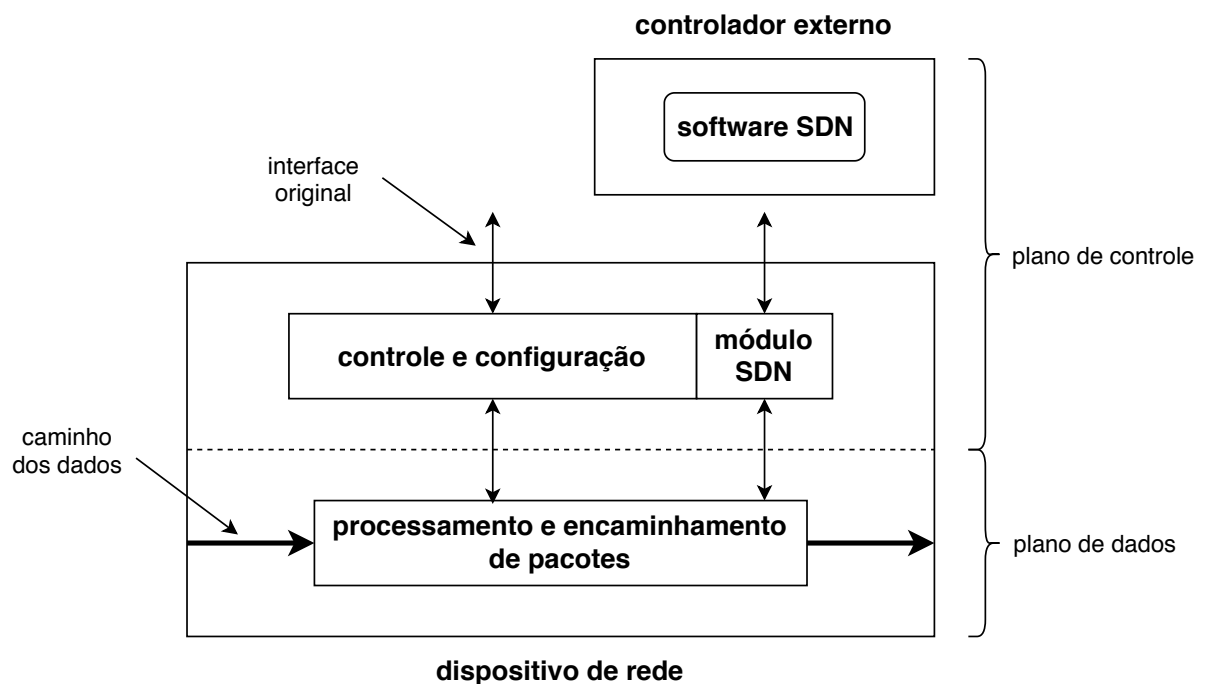 controlador externo
software SDN
interface
original
plano de controle
controle e configuração
módulo
SDN
caminho
dos dados
processamento e encaminhamento
de pacotes
plano de dados
dispositivo de rede